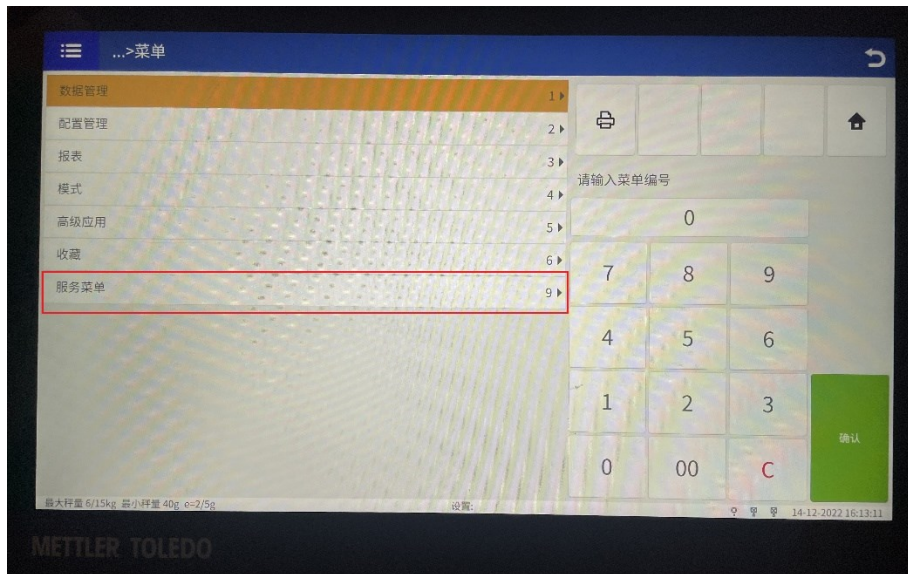 ...>菜单
数据管理 1
配置管理 2
报表 3
模式 4
高级应用 5
收藏 6
服务菜单 9
请输入菜单编号
0
7 8 9
4 5 6
1 2 3
0 00 C
确认
最大秤量 6/15kg 最小秤量 40g e=2/5g
设置:
14-12-2022 16:13:11
METTLER TOLEDO